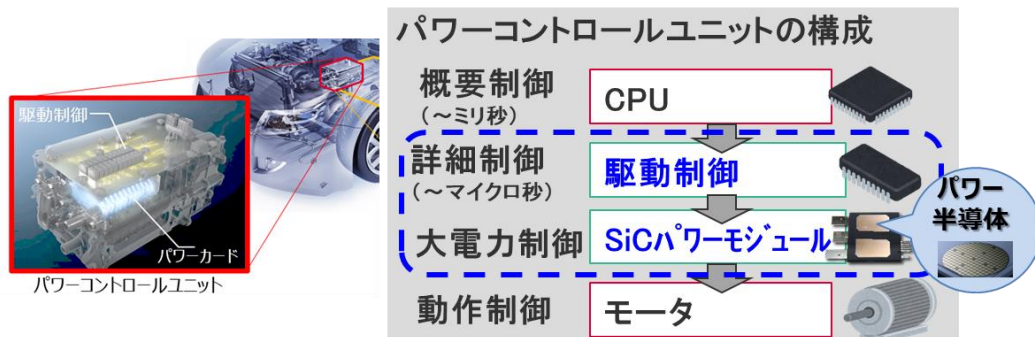 駆動制御
パワーカード
パワーコントロールユニット
パワーコントロールユニットの構成
概要制御
(～ミリ秒)
CPU
詳細制御
(～マイクロ秒)
駆動制御
大電力制御
SiCﾊﾟワーモジュール
パワー
半導体
動作制御
モータ